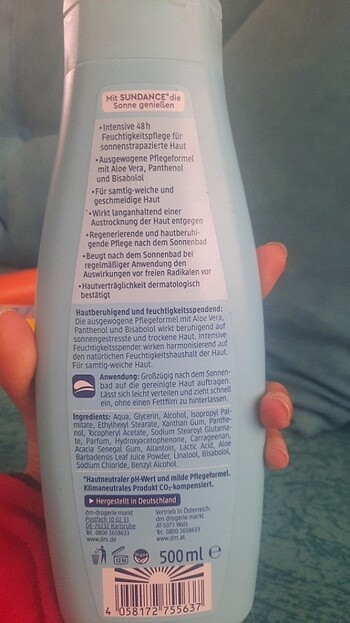 Mit SUNDANCE® die
Sonne genießen
• Intensive 48 h
Feuchtigkeitspflege für
sonnenstrapazierte Haut
• Ausgewogene Pflegeformel
mit Aloe Vera, Panthenol
und Bisabolol
• Für samtig-weiche und
geschmeidige Haut
• Wirkt langanhaltend einer
Austrocknung der Haut entgegen
• Regenerierende und hautberuhi-
gende Pflege nach dem Sonnenbad
• Beugt nach dem Sonnenbad bei
regelmäßiger Anwendung den
Auswirkungen vor freien Radikalen vor
• Hautverträglichkeit dermatologisch
bestätigt
Hautberuhigend und feuchtigkeitsspendend:
Die ausgewogene Pflegeformel mit Aloe Vera,
Panthenol und Bisabolol wirkt beruhigend auf
sonnengestresste und trockene Haut. Intensive
Feuchtigkeitsspender wirken harmonisierend auf
den natürlichen Feuchtigkeitshaushalt der Haut.
Für samtig-weiche Haut.
Anwendung: Großzügig nach dem Sonnen-
bad auf die gereinigte Haut auftragen.
Lässt sich leicht verteilen und zieht schnell
ein, ohne einen Fettfilm zu hinterlassen.
Ingredients: Aqua, Glycerin, Alcohol, Isopropyl Pal-
mitate, Ethylhexyl Stearate, Xanthan Gum, Panthe-
nol, Tocopheryl Acetate, Sodium Stearoyl Glutama-
te, Parfum, Hydroxyacetophenone, Carrageenan,
Acacia Senegal Gum, Allantoin, Lactic Acid, Aloe
Barbadensis Leaf Juice Powder, Linalool, Bisabolol,
Sodium Chloride, Benzyl Alcohol.
*Hautneutraler pH-Wert und milde Pflegeformel.
Klimaneutrales Produkt CO₂-kompensiert.
Hergestellt in Deutschland
dm-drogerie markt
Postfach 10 02 33
DE-76232 Karlsruhe
Tel. 0800 3658633
www.dm.de
Vertrieb in Österreich:
dm drogerie markt
AT-5071 Wals
Tel. 0800 3658633
www.dm.at
12 M
500 ml e
4 058172 755637